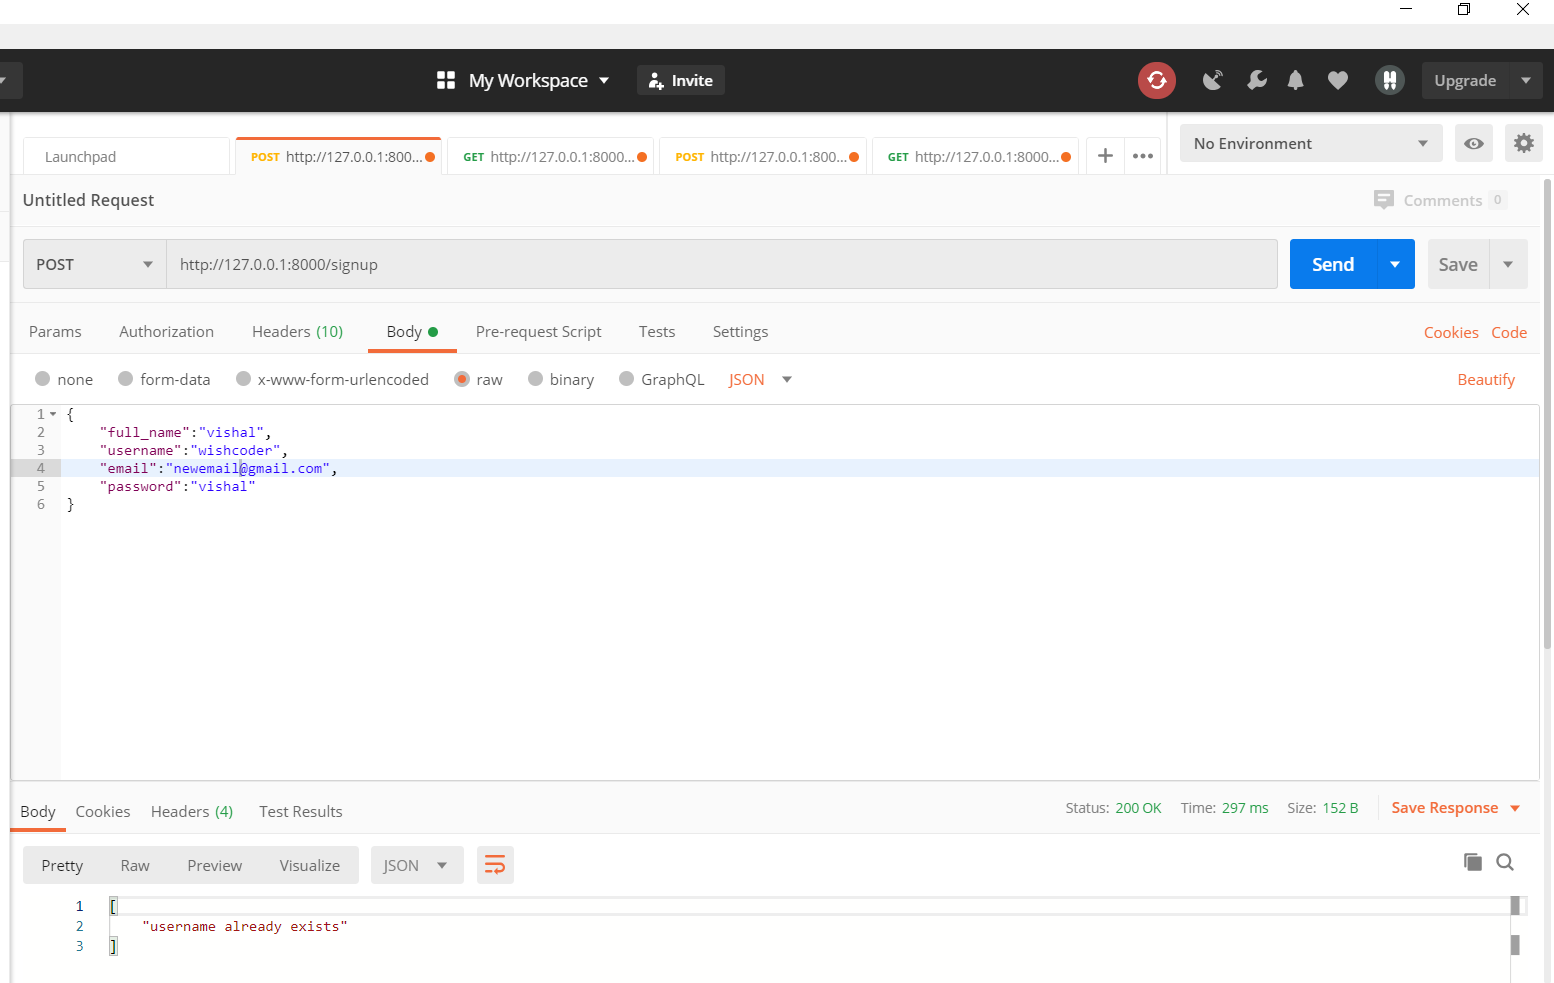 My Workspace
Invite
Upgrade
Launchpad
POST http://127.0.0.1:800...
GET http://127.0.0.1:8000...
POST http://127.0.0.1:800...
GET http://127.0.0.1:8000...
No Environment
Untitled Request
Comments 0
POST
http://127.0.0.1:8000/signup
Send
Save
Params
Authorization
Headers (10)
Body
Pre-request Script
Tests
Settings
Cookies Code
none
form-data
x-www-form-urlencoded
raw
binary
GraphQL
JSON
Beautify
1 {
2 "full_name":"vishal",
3 "username":"wishcoder",
4 "email":"newemail@gmail.com",
5 "password":"vishal"
6 }
Body
Cookies
Headers (4)
Test Results
Status: 200 OK
Time: 297 ms
Size: 152 B
Save Response
Pretty
Raw
Preview
Visualize
JSON
1 [
2 "username already exists"
3 ]